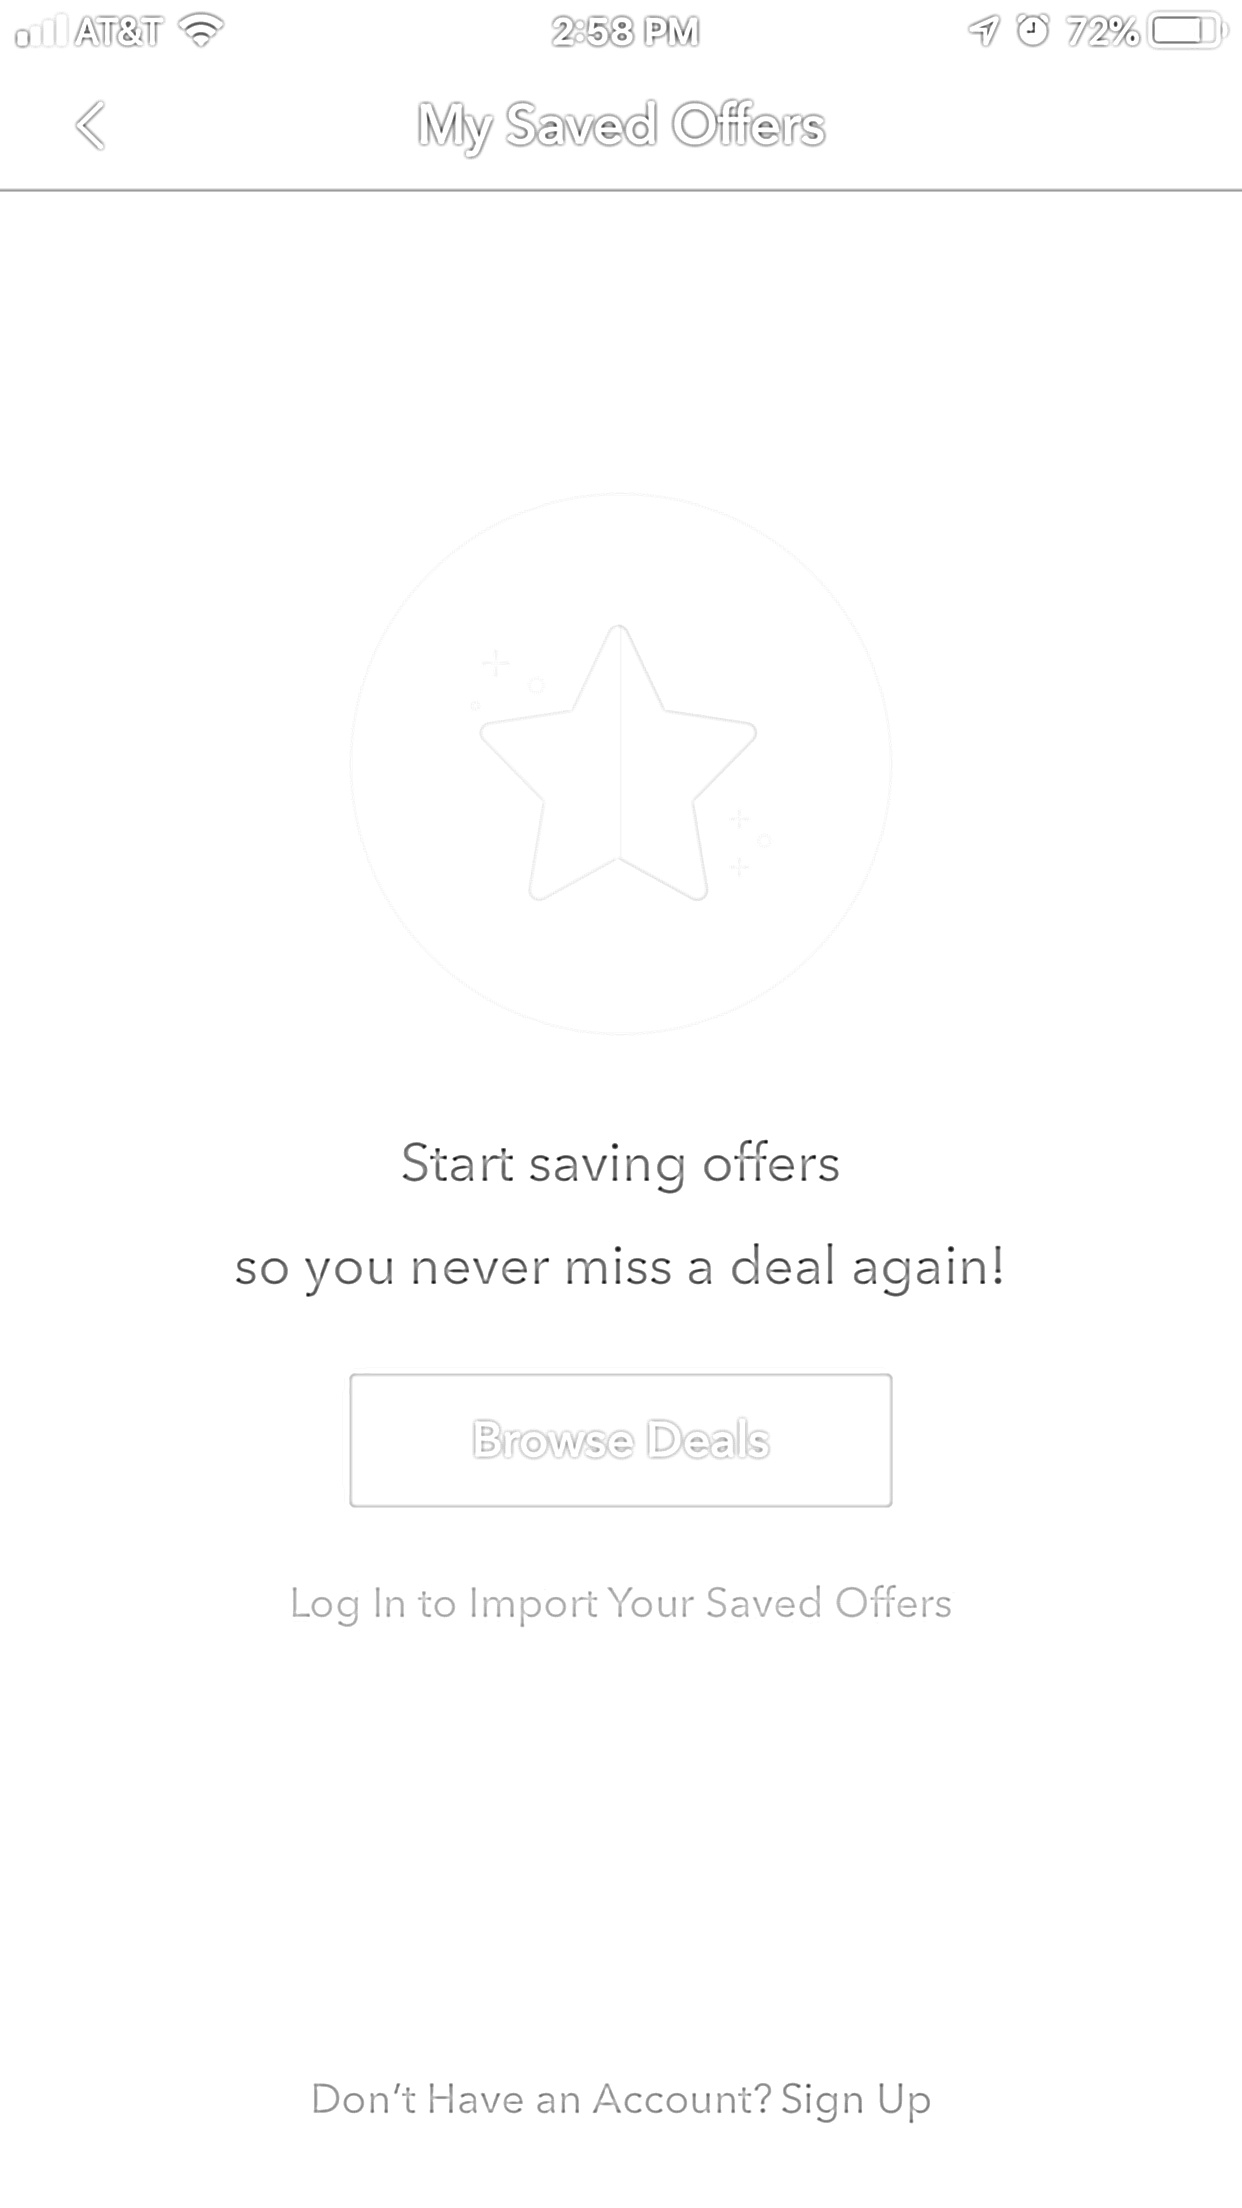 AT&T 2:58 PM 72%
My Saved Offers
Start saving offers
so you never miss a deal again!
Browse Deals
Log In to Import Your Saved Offers
Don't Have an Account? Sign Up